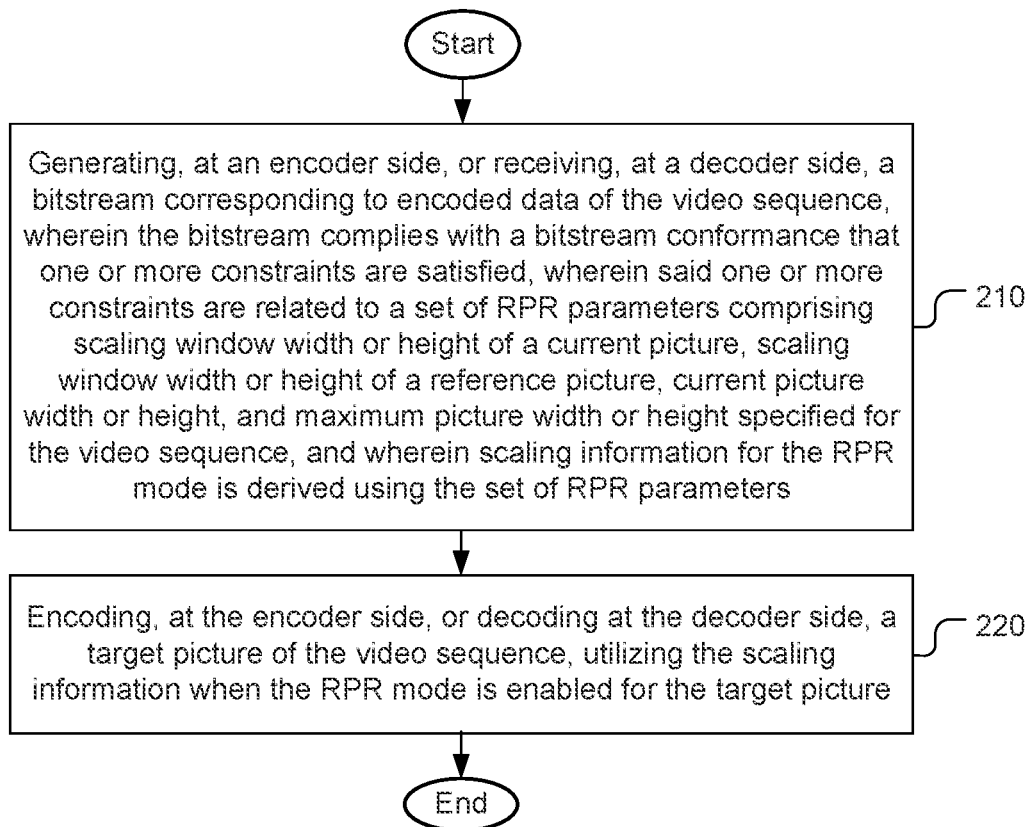 Start
Generating, at an encoder side, or receiving, at a decoder side, a
bitstream corresponding to encoded data of the video sequence,
wherein the bitstream complies with a bitstream conformance that
one or more constraints are satisfied, wherein said one or more
constraints are related to a set of RPR parameters comprising
scaling window width or height of a current picture, scaling
window width or height of a reference picture, current picture
width or height, and maximum picture width or height specified for
the video sequence, and wherein scaling information for the RPR
mode is derived using the set of RPR parameters
210
Encoding, at the encoder side, or decoding at the decoder side, a
target picture of the video sequence, utilizing the scaling
information when the RPR mode is enabled for the target picture
220
End